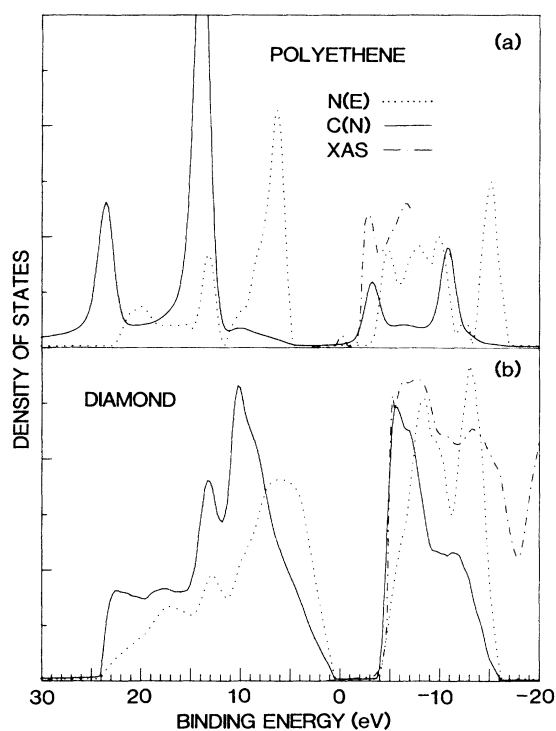 (a)
POLYETHENE
N(E)
C(N)
XAS
DENSITY OF STATES
(b)
DIAMOND
30 20 10 0 −10 −20
BINDING ENERGY (eV)